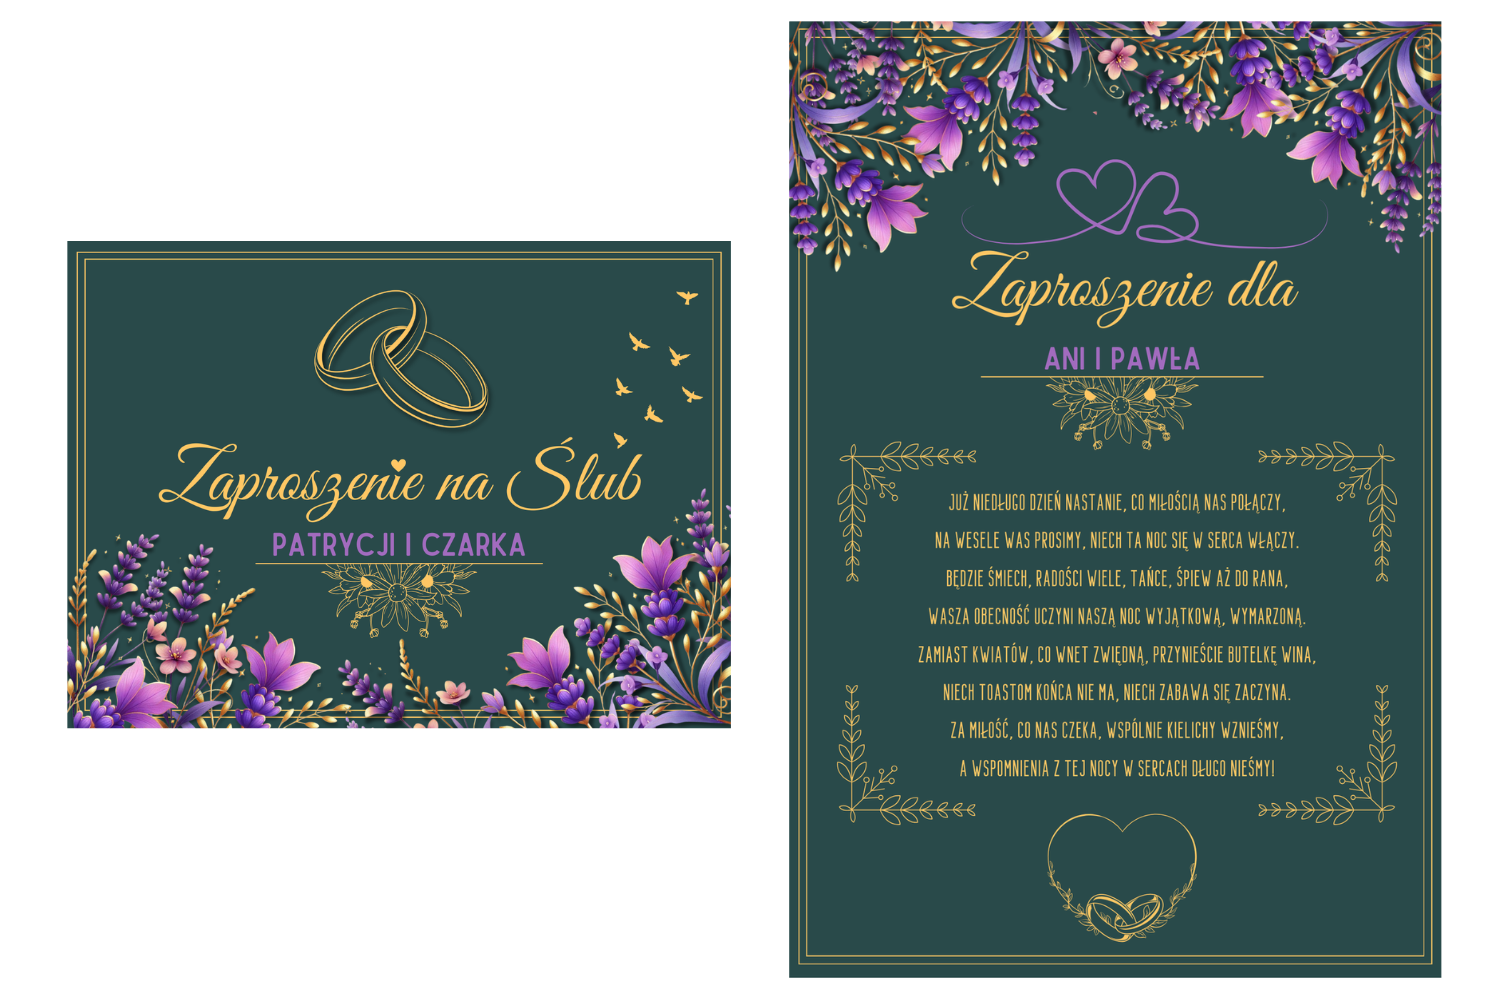 Zaproszenie na Ślub
PATRYCJI I CZARKA
Zaproszenie dla
ANI I PAWŁA
JUŻ NIEDŁUGO DZIEŃ NASTANIE, CO MIŁOŚCIĄ NAS POŁĄCZY,
NA WESELE WAS PROSIMY, NIECH TA NOC SIĘ W SERCA WŁĄCZY.
BĘDZIE ŚMIECH, RADOŚCI WIELE, TAŃCE, ŚPIEW AŻ DO RANA,
WASZA OBECNOŚĆ UCZYNI NASZĄ NOC WYJĄTKOWĄ, WYMARZONĄ.
ZAMIAST KWIATÓW, CO WNET ZWIĘDNĄ, PRZYNIEŚCIE BUTELKĘ WINA,
NIECH TOASTOM KOŃCA NIE MA, NIECH ZABAWA SIĘ ZACZYNA.
ZA MIŁOŚĆ, CO NAS CZEKA, WSPÓLNIE KIELICHY WZNIEŚMY,
A WSPOMNIENIA Z TEJ NOCY W SERCACH DŁUGO NIEŚMY!